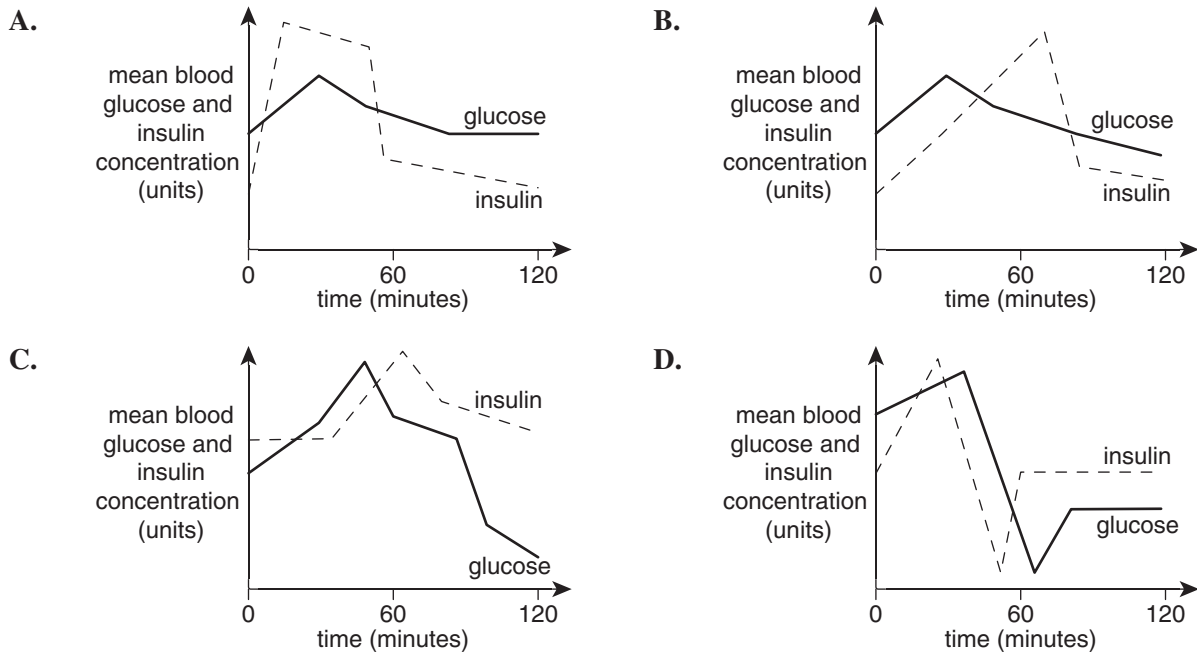 A.
mean blood
glucose and
insulin
concentration
(units)
glucose
insulin
0
60
120
time (minutes)
B.
mean blood
glucose and
insulin
concentration
(units)
glucose
insulin
0
60
120
time (minutes)
C.
mean blood
glucose and
insulin
concentration
(units)
insulin
glucose
0
60
120
time (minutes)
D.
mean blood
glucose and
insulin
concentration
(units)
insulin
glucose
0
60
120
time (minutes)